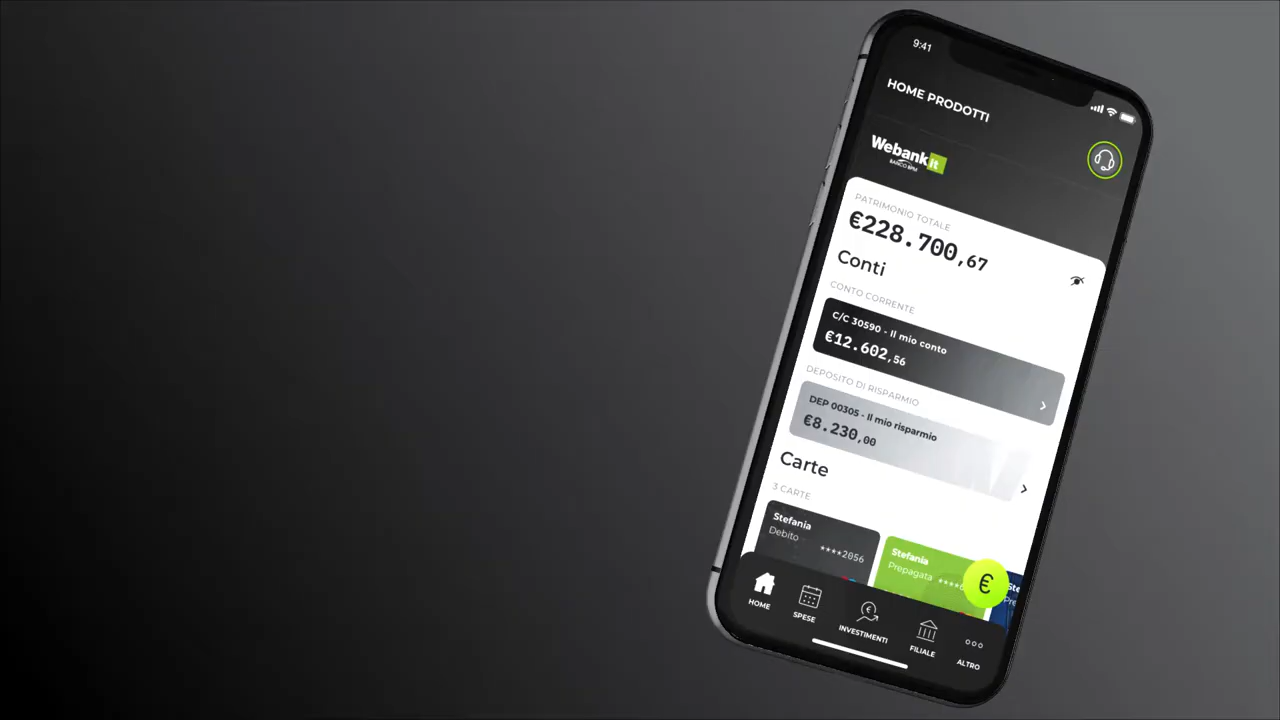 9:41
HOME PRODOTTI
Webank it
BANCO BPM
PATRIMONIO TOTALE
€228.700,67
Conti
CONTO CORRENTE
C/C 30590 - Il mio conto
€12.602,56
DEPOSITO DI RISPARMIO
DEP 00305 - Il mio risparmio
€8.230,00
Carte
3 CARTE
Stefania
Debito
****2056
Stefania
Prepagata
€
HOME
SPESE
INVESTIMENTI
FILIALE
ALTRO